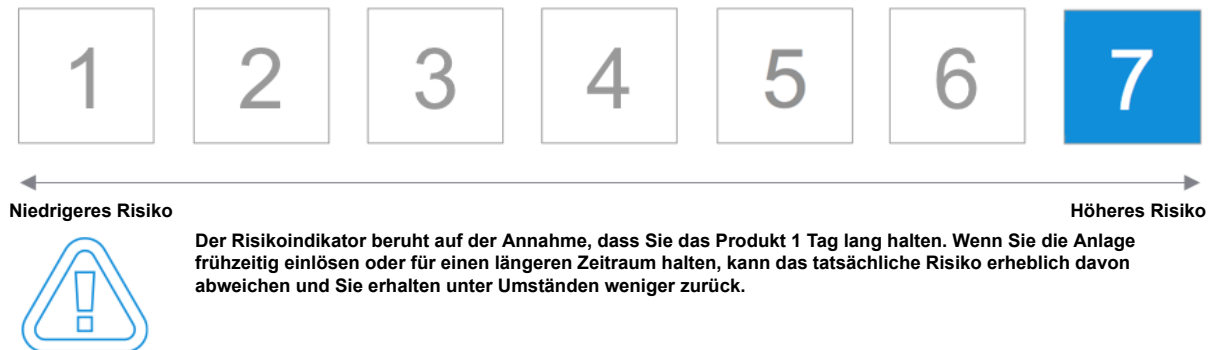 1 2 3 4 5 6 7
Niedrigeres Risiko Höheres Risiko
Der Risikoindikator beruht auf der Annahme, dass Sie das Produkt 1 Tag lang halten. Wenn Sie die Anlage
frühzeitig einlösen oder für einen längeren Zeitraum halten, kann das tatsächliche Risiko erheblich davon
abweichen und Sie erhalten unter Umständen weniger zurück.